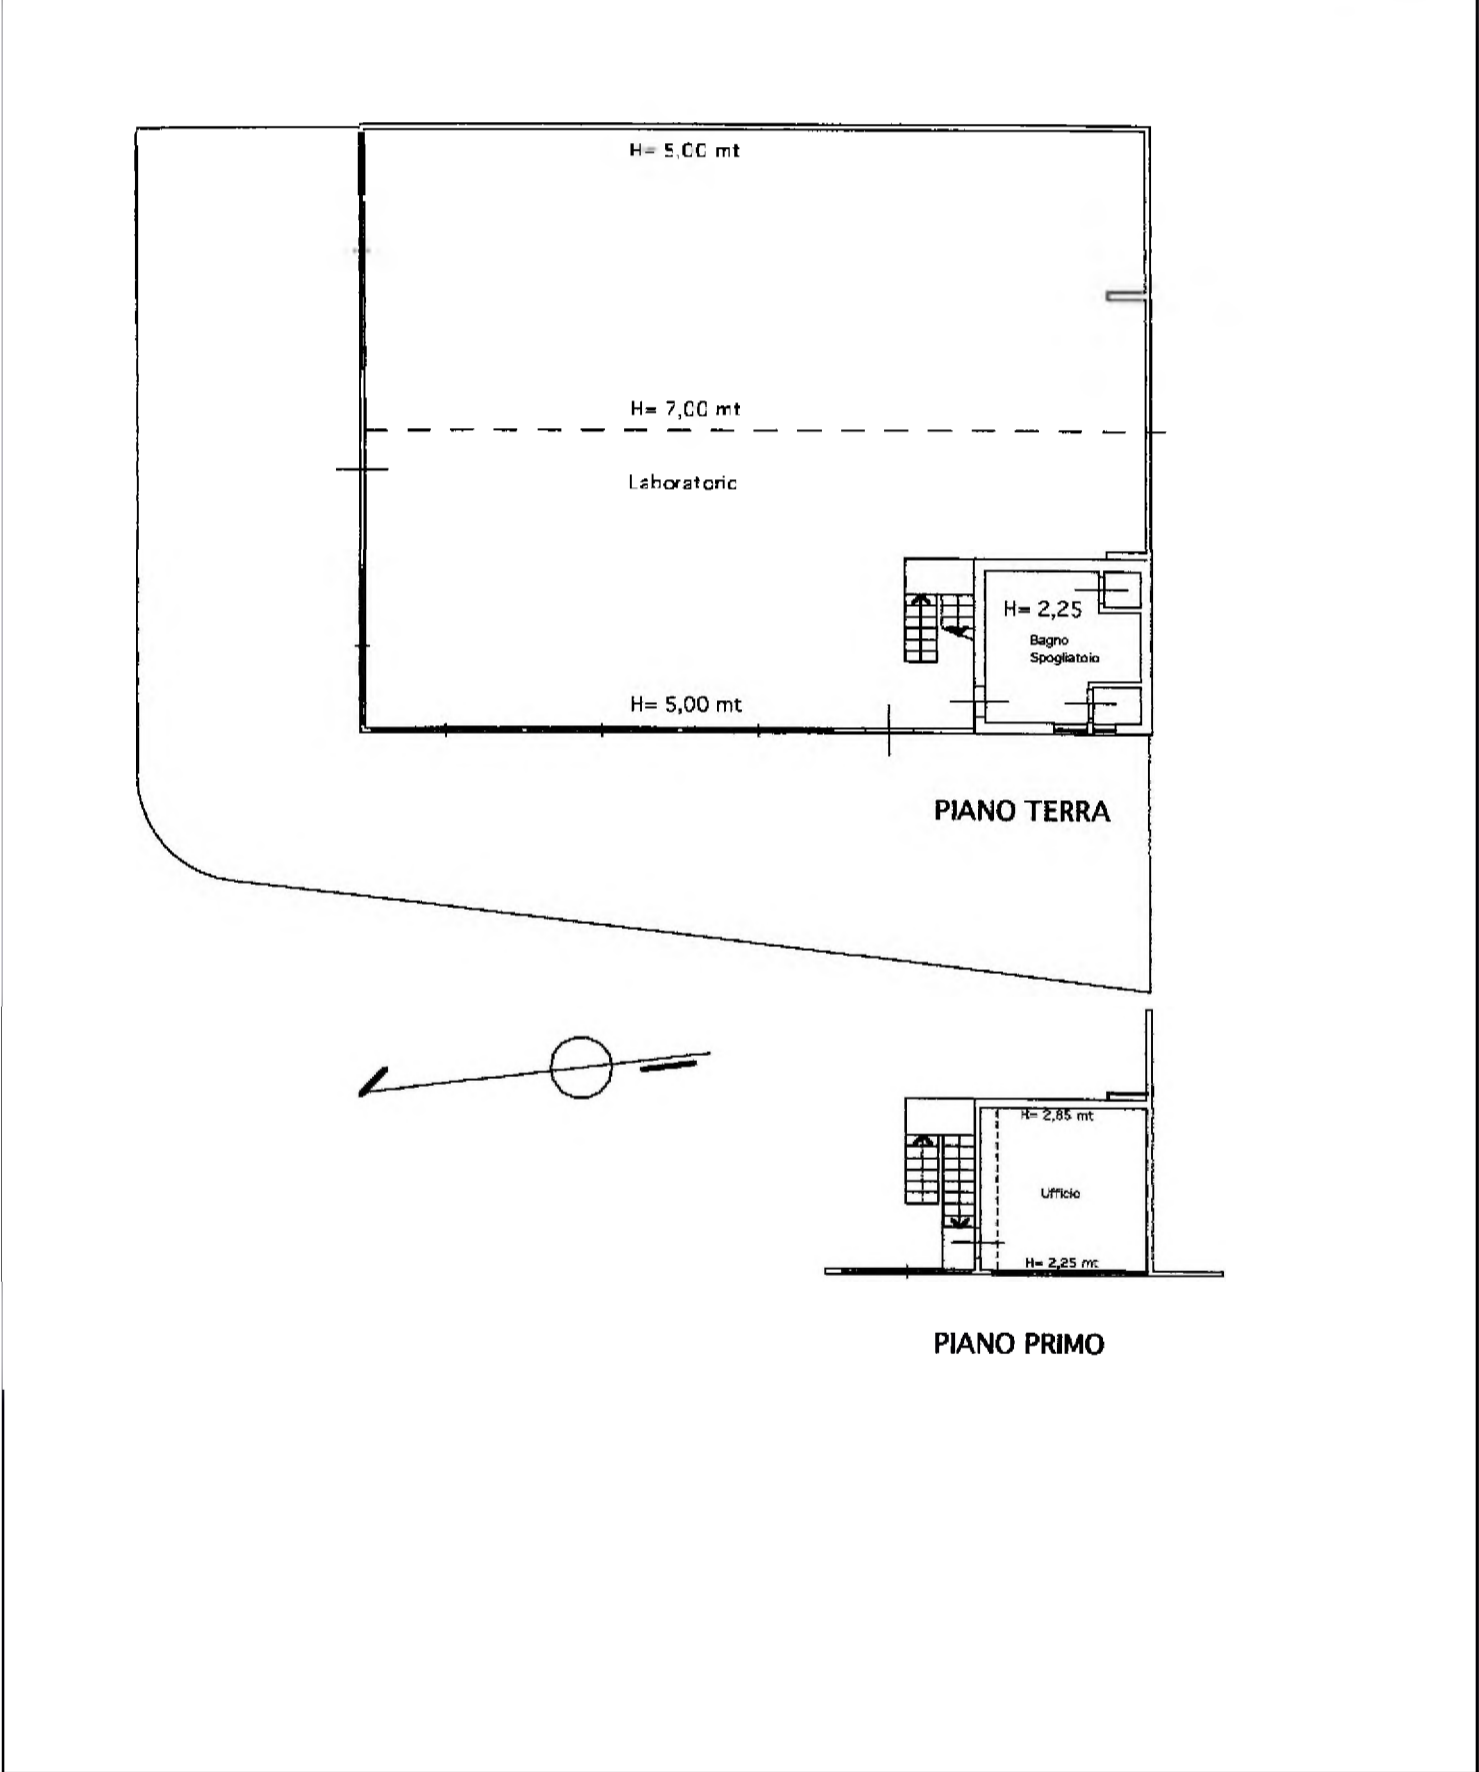 H= 5,00 mt
H= 7,00 mt
Laboratorio
H= 2,25
Bagno
Spogliatoio
H= 5,00 mt
PIANO TERRA
H= 2,85 mt
Ufficio
H= 2,25 mt
PIANO PRIMO